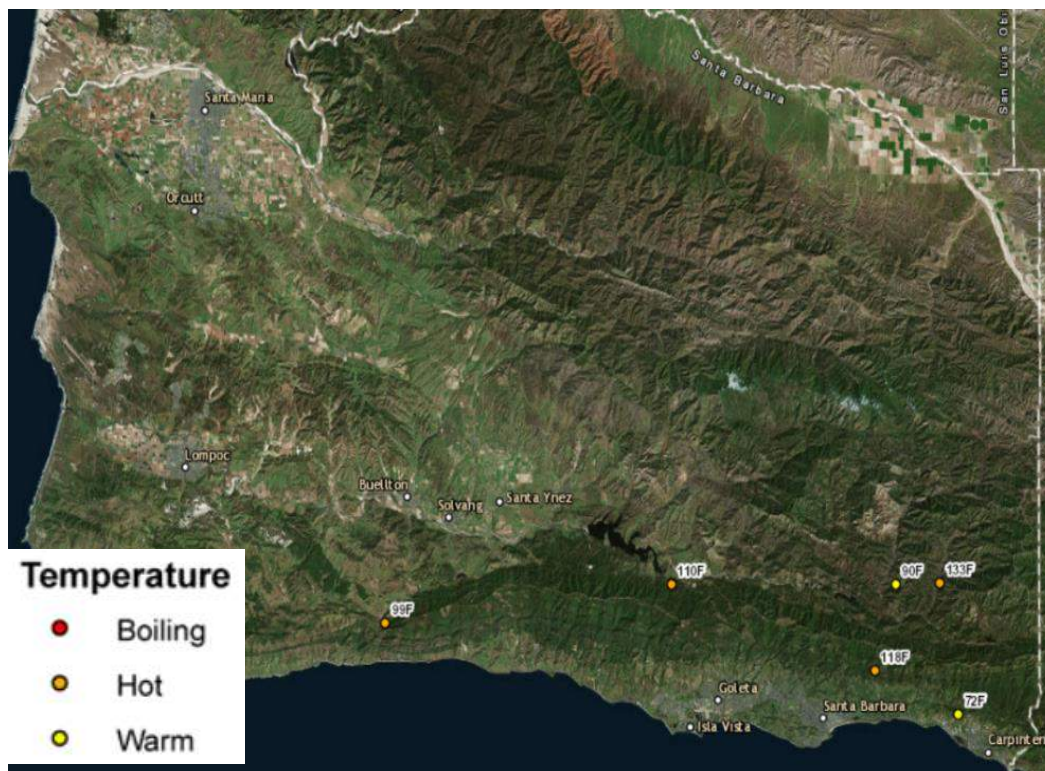 San Luis Obi
Santa Barbara
Santa Maria
Orcutt
Lompoc
Buellton
Solvang
Santa Ynez
110F
90F
133F
99F
118F
Goleta
Santa Barbara
72F
Isla Vista
Carpinter
Temperature
Boiling
Hot
Warm